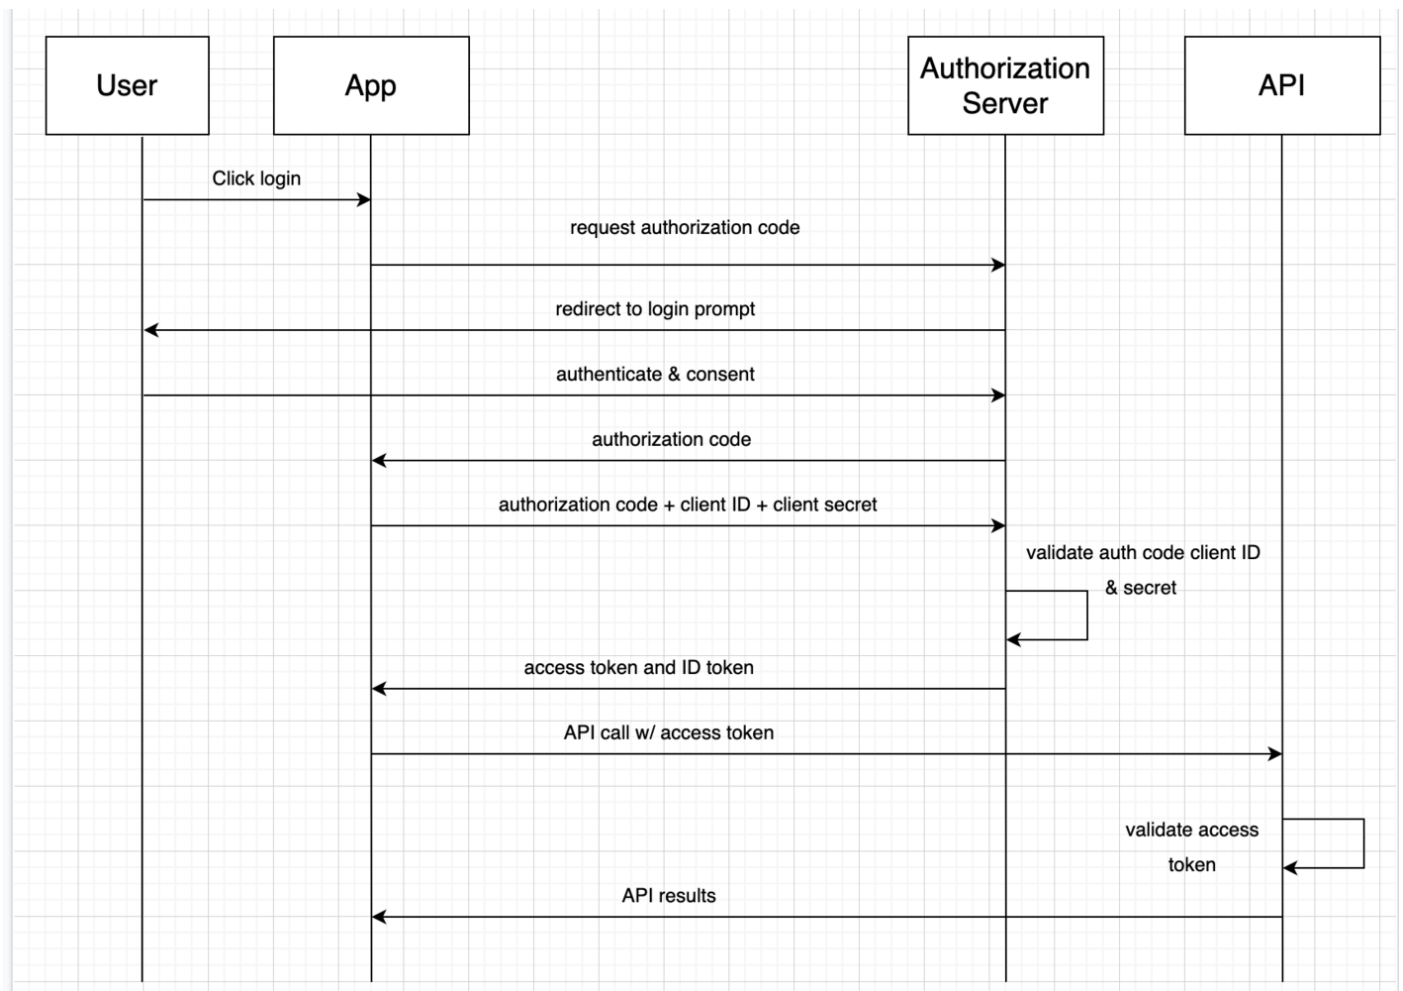 User
App
Authorization
Server
API
Click login
request authorization code
redirect to login prompt
authenticate & consent
authorization code
authorization code + client ID + client secret
validate auth code client ID
& secret
access token and ID token
API call w/ access token
validate access
token
API results